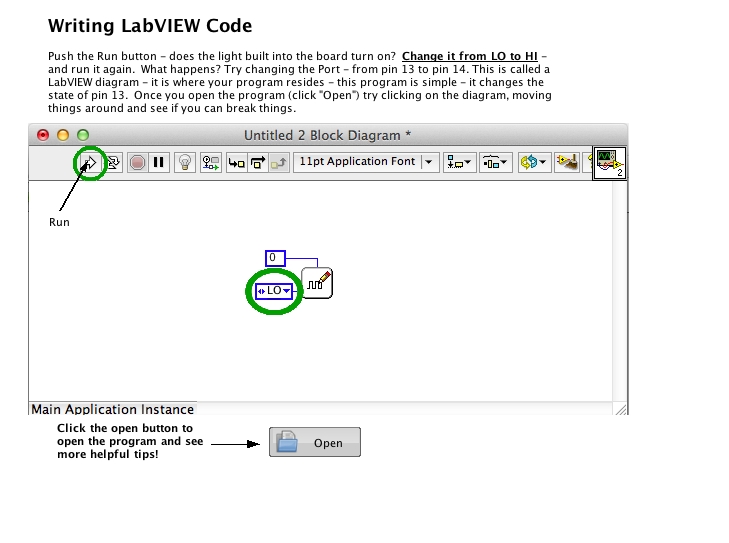 Writing LabVIEW Code
Push the Run button – does the light built into the board turn on?  Change it from LO to HI –
and run it again.  What happens? Try changing the Port – from pin 13 to pin 14. This is called a
LabVIEW diagram – it is where your program resides – this program is simple – it changes the
state of pin 13.  Once you open the program (clck "Open") try clicking on the diagram, moving
things around and see if you can break things.
Untitled 2 Block Diagram *
11pt Application Font
2
Run
0
LO
Main Application Instance
Click the open button to
open the program and see
more helpful tips!
Open